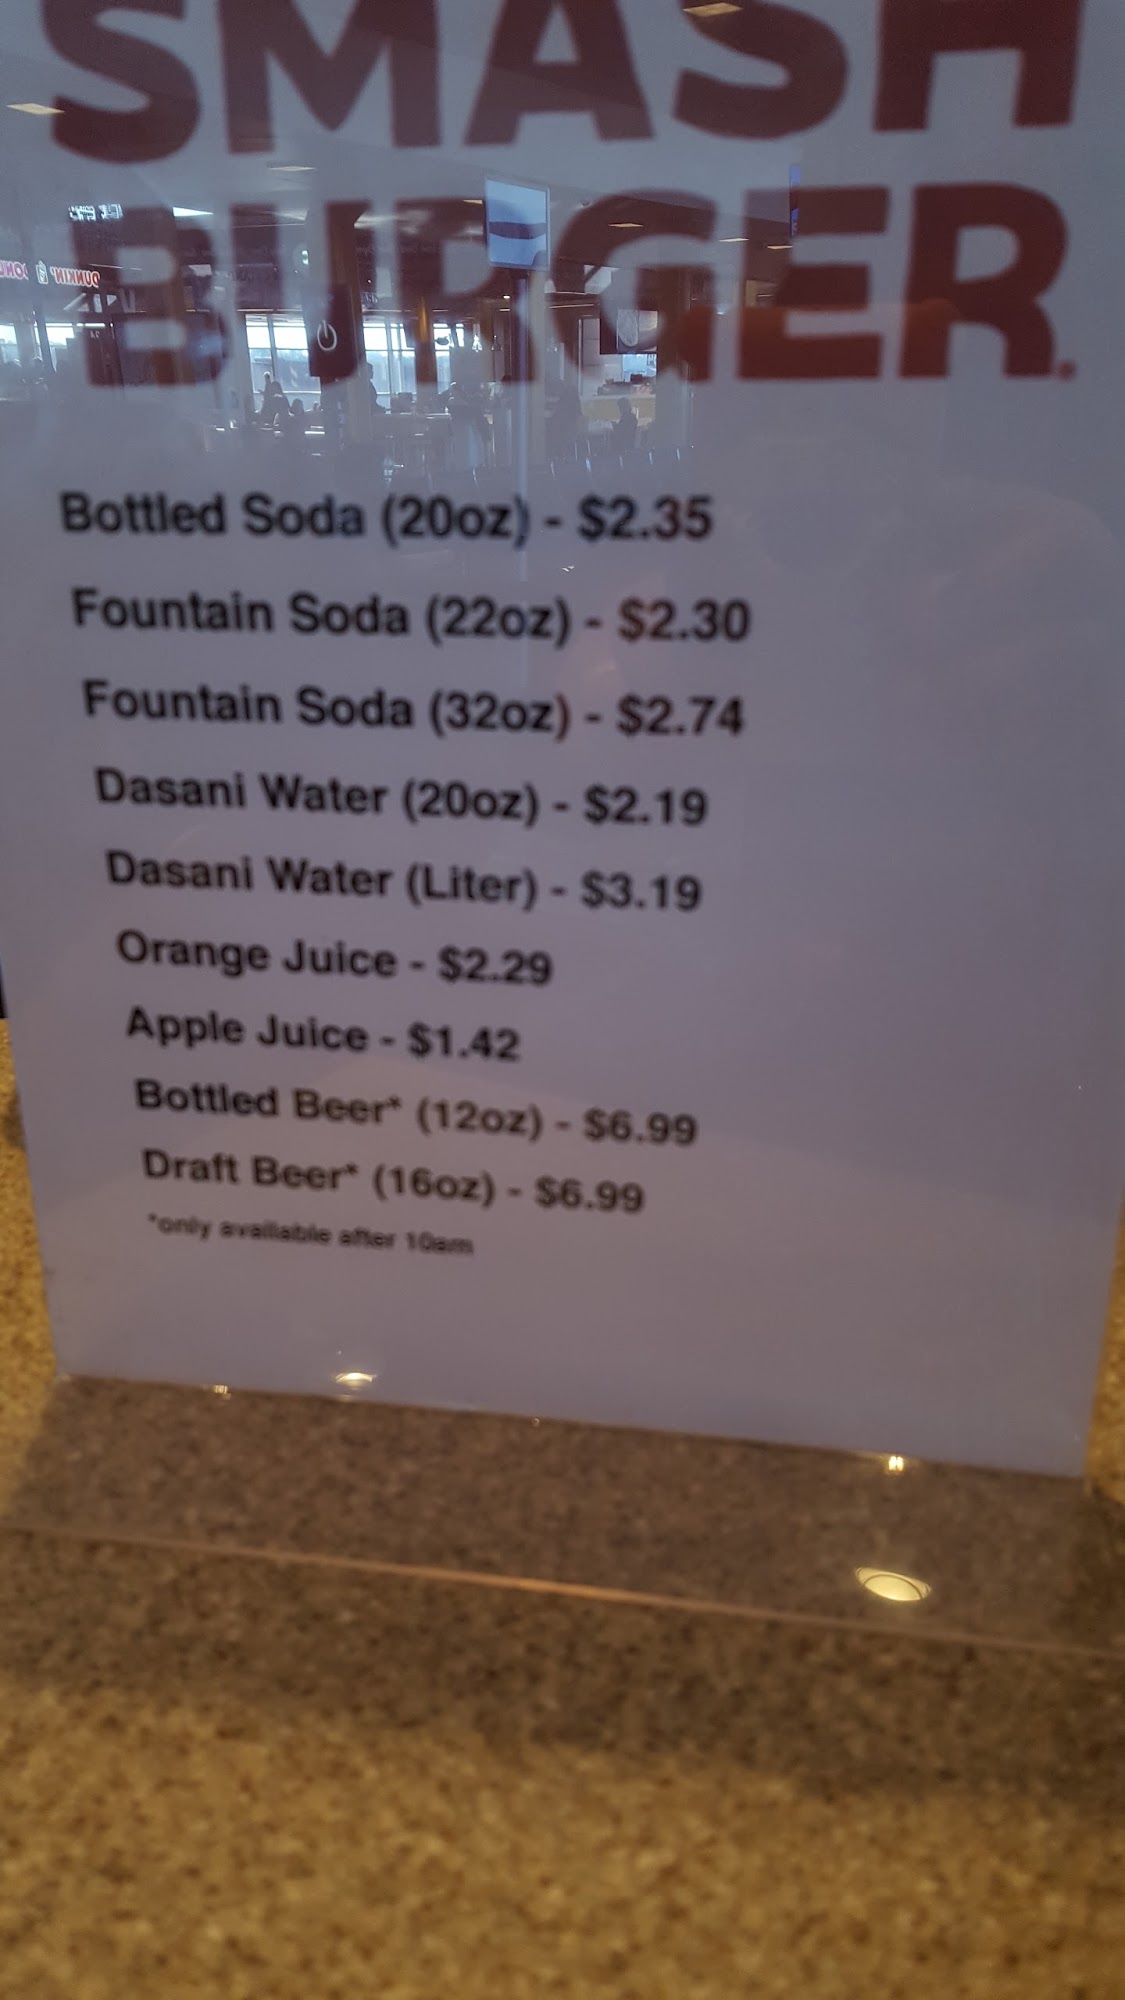 SMASH
BURGER.
DUNKIN'
Bottled Soda (20oz) - $2.35
Fountain Soda (22oz) - $2.30
Fountain Soda (32oz) - $2.74
Dasani Water (20oz) - $2.19
Dasani Water (Liter) - $3.19
Orange Juice - $2.29
Apple Juice - $1.42
Bottled Beer* (12oz) - $6.99
Draft Beer* (16oz) - $6.99
*only available after 10am